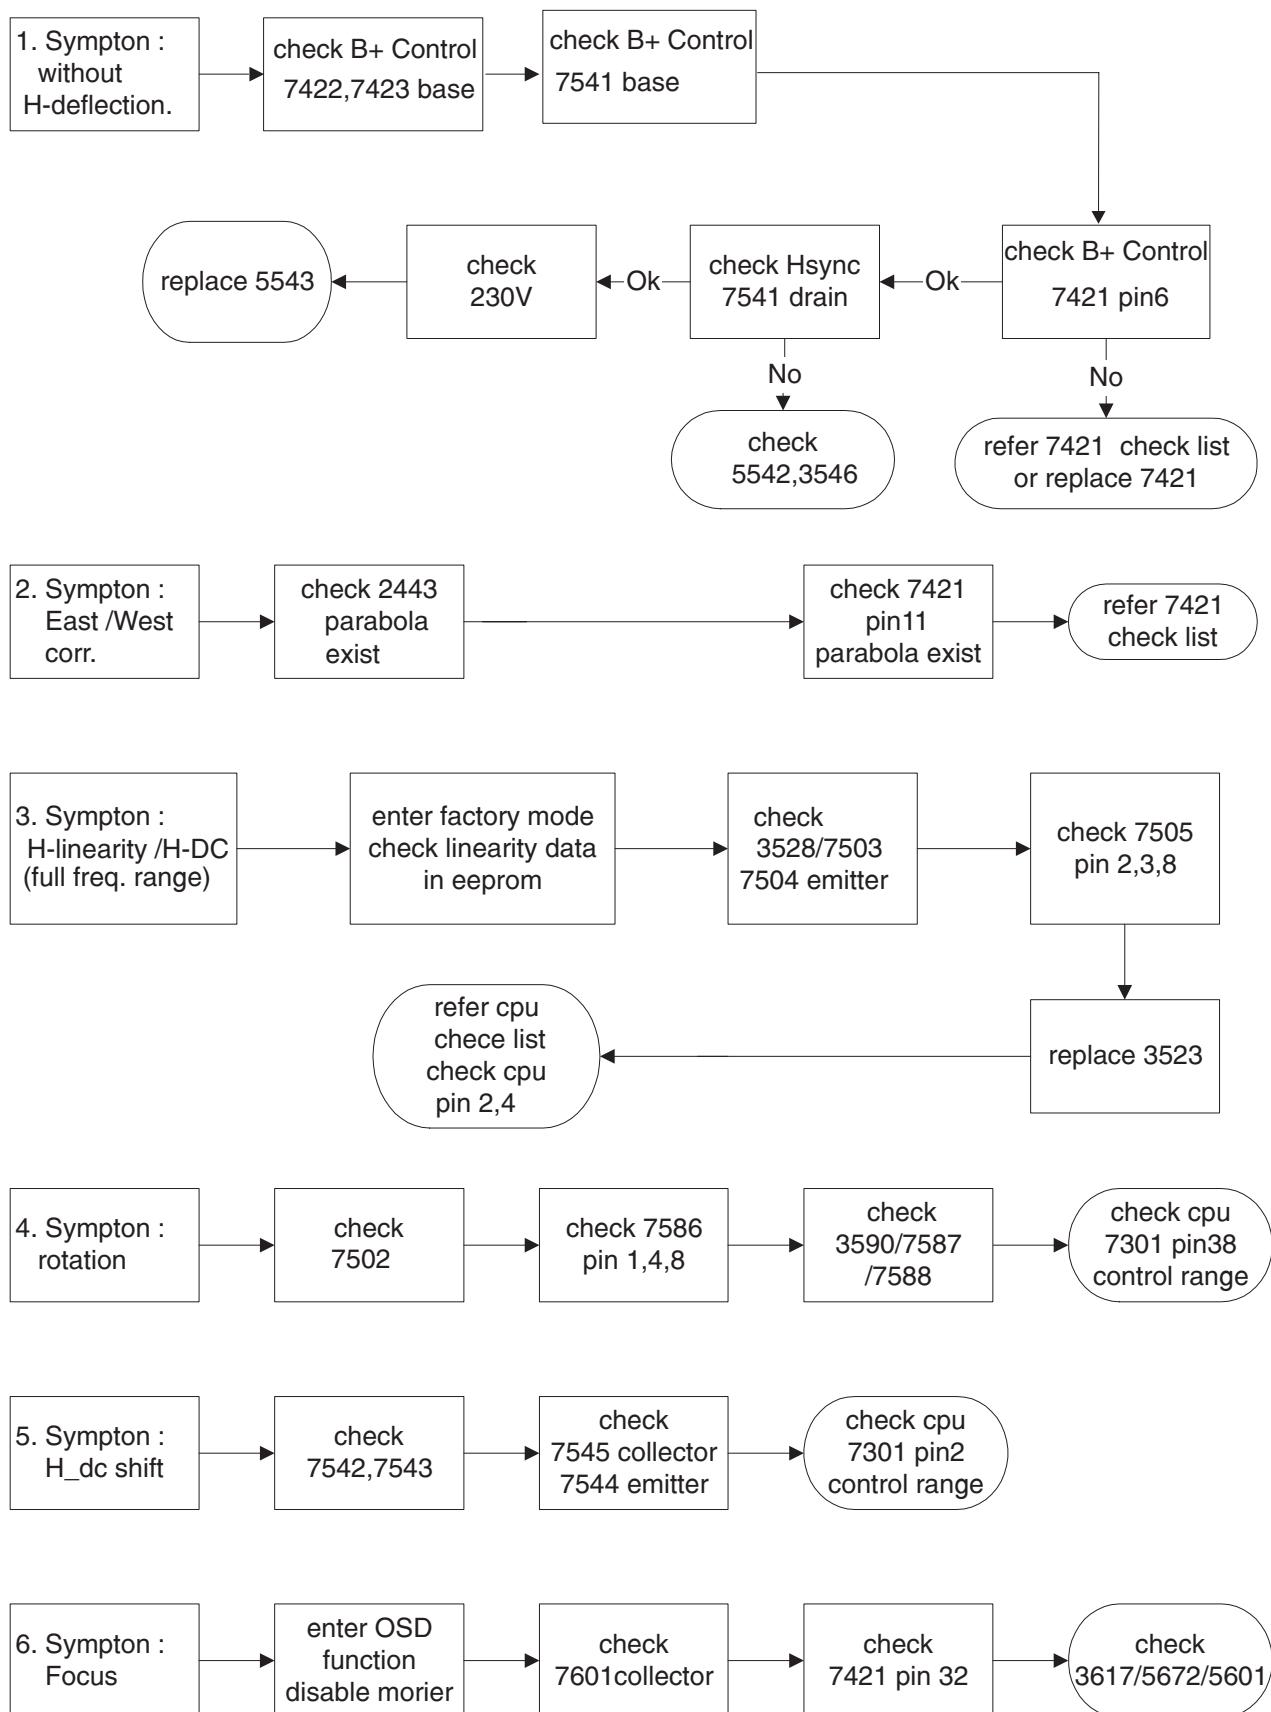 1. Sympton :
without
H-deflection.
check B+ Control
7422,7423 base
check B+ Control
7541 base
check B+ Control
7421 pin6
Ok
check Hsync
7541 drain
Ok
check
230V
replace 5543
No
check
5542,3546
No
refer 7421 check list
or replace 7421
2. Sympton :
East /West
corr.
check 2443
parabola
exist
check 7421
pin11
parabola exist
refer 7421
check list
3. Sympton :
H-linearity /H-DC
(full freq. range)
enter factory mode
check linearity data
in eeprom
check
3528/7503
7504 emitter
check 7505
pin 2,3,8
replace 3523
refer cpu
chece list
check cpu
pin 2,4
4. Sympton :
rotation
check
7502
check 7586
pin 1,4,8
check
3590/7587
/7588
check cpu
7301 pin38
control range
5. Sympton :
H_dc shift
check
7542,7543
check
7545 collector
7544 emitter
check cpu
7301 pin2
control range
6. Sympton :
Focus
enter OSD
function
disable morier
check
7601collector
check
7421 pin 32
check
3617/5672/5601